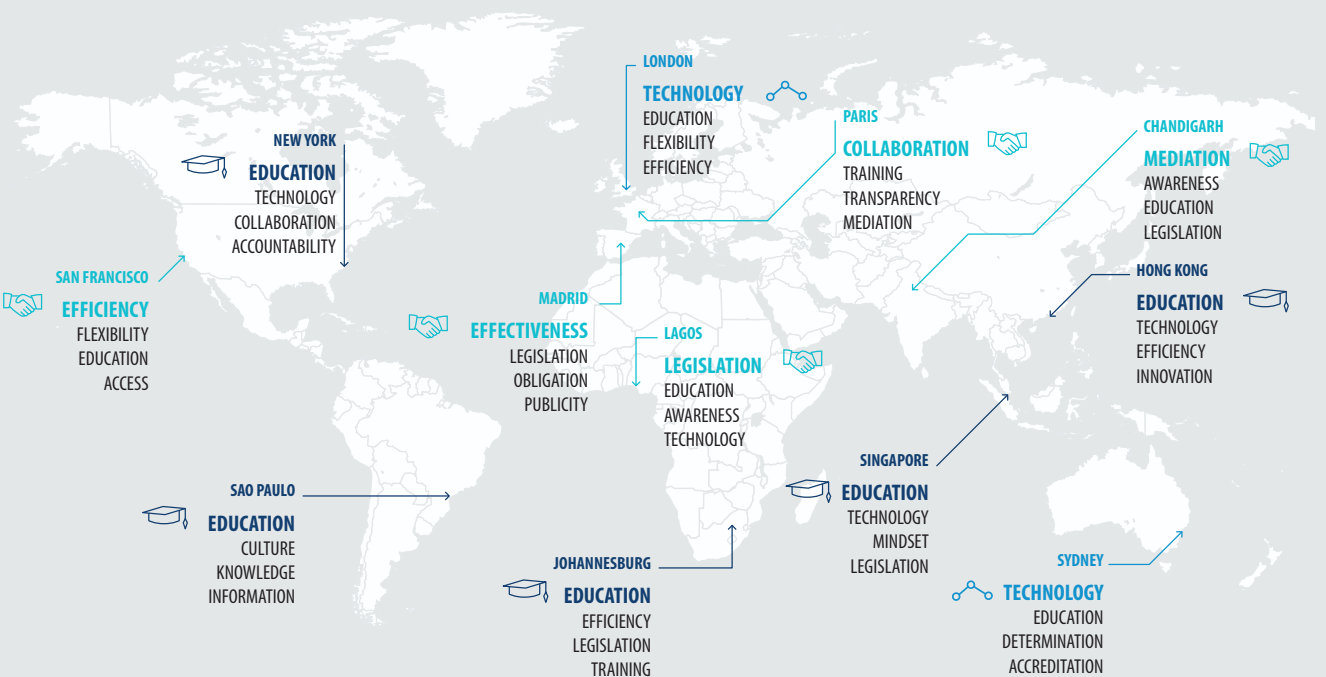 LONDON
TECHNOLOGY
EDUCATION
FLEXIBILITY
EFFICIENCY
PARIS
COLLABORATION
TRAINING
TRANSPARENCY
MEDIATION
CHANDIGARH
MEDIATION
AWARENESS
EDUCATION
LEGISLATION
NEW YORK
EDUCATION
TECHNOLOGY
COLLABORATION
ACCOUNTABILITY
SAN FRANCISCO
EFFICIENCY
FLEXIBILITY
EDUCATION
ACCESS
MADRID
EFFECTIVENESS
LEGISLATION
OBLIGATION
PUBLICITY
LAGOS
LEGISLATION
EDUCATION
AWARENESS
TECHNOLOGY
HONG KONG
EDUCATION
TECHNOLOGY
EFFICIENCY
INNOVATION
SAO PAULO
EDUCATION
CULTURE
KNOWLEDGE
INFORMATION
JOHANNESBURG
EDUCATION
EFFICIENCY
LEGISLATION
TRAINING
SINGAPORE
EDUCATION
TECHNOLOGY
MINDSET
LEGISLATION
SYDNEY
TECHNOLOGY
EDUCATION
DETERMINATION
ACCREDITATION